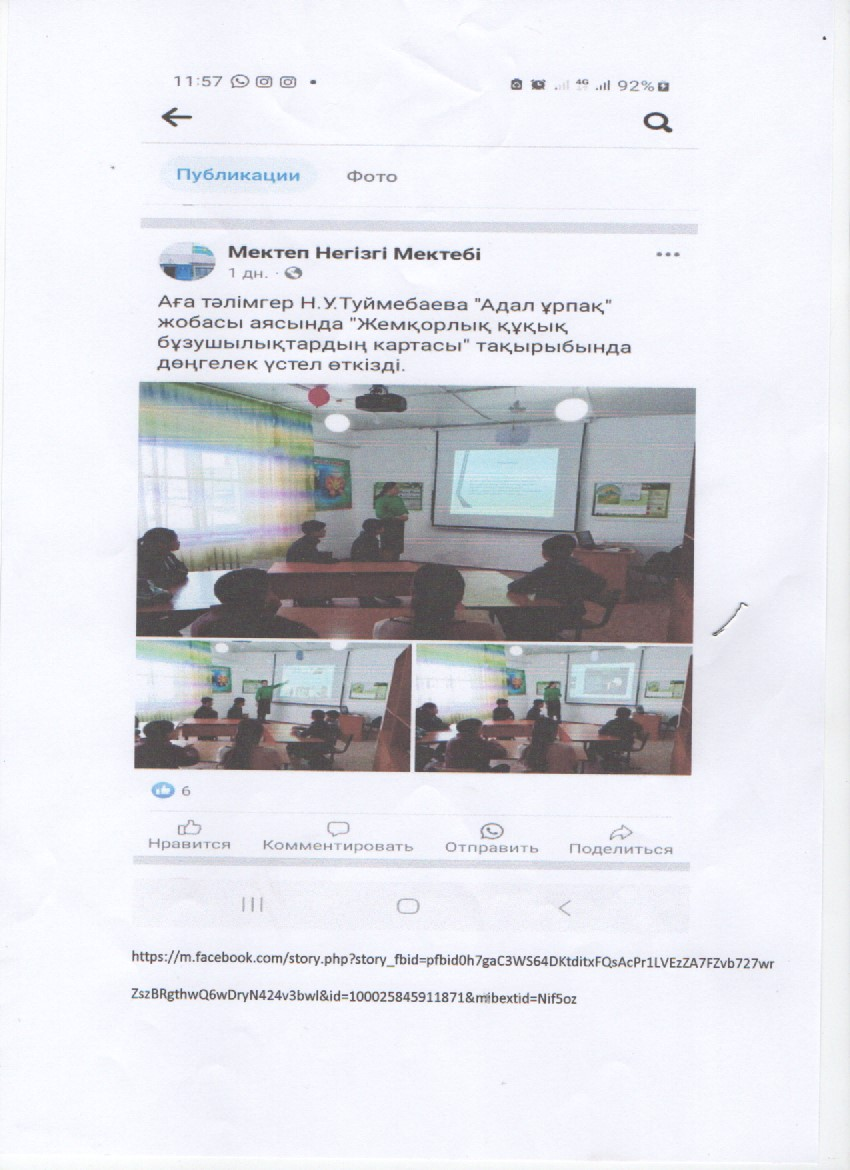 11:57
4G
92%
Публикации
Фото
Мектеп Негізгі Мектебі
1 дн.
Аға тәлімгер Н.У.Туймебаева "Адал ұрпақ"
жобасы аясында "Жемқорлық құқық
бұзушылықтардың картасы" тақырыбында
дөңгелек үстел өткізді.
6
Нравится
Комментировать
Отправить
Поделиться
https://m.facebook.com/story.php?story_fbid=pfbid0h7gaC3WS64DKtditxFQsAcPr1LVEzZA7FZvb727wr
ZszBRgthwQ6wDryN424v3bwl&id=100025845911871&mibextid=Nif5oz